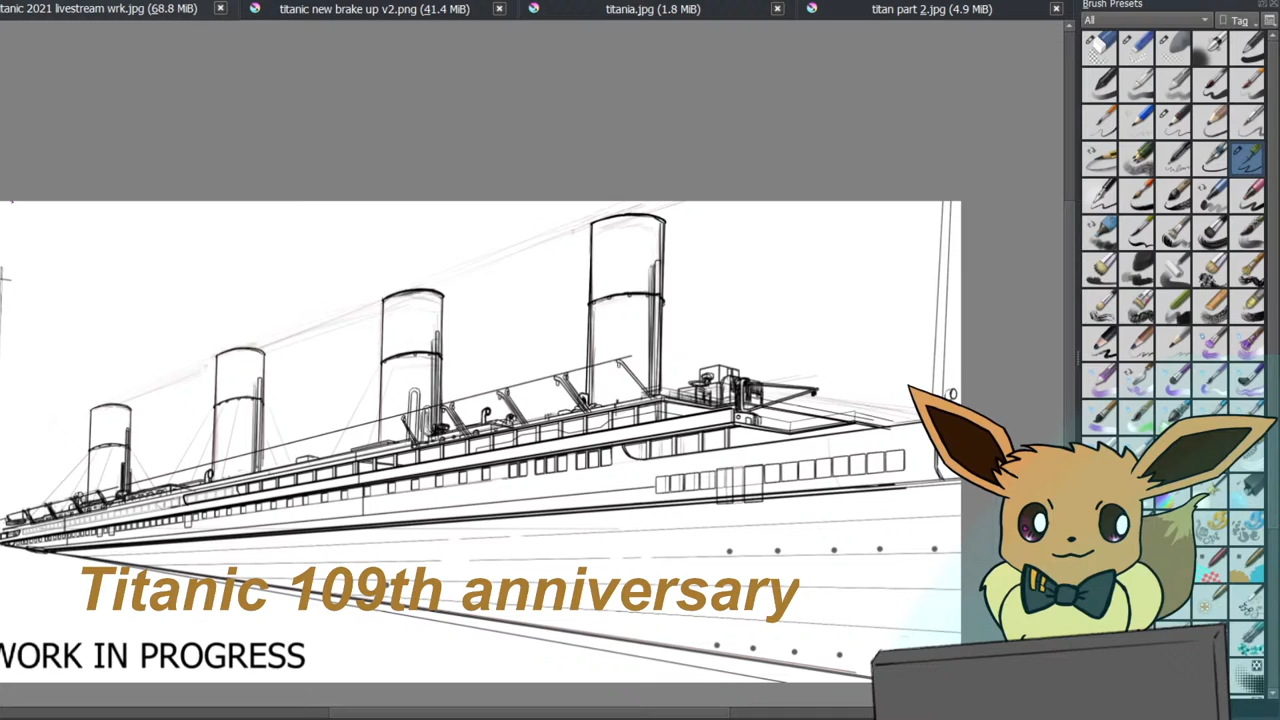 tanic 2021 livestream wrk.jpg (68.8 MiB)
titanic new brake up v2.png (41.4 MiB)
titania.jpg (1.8 MiB)
titan part 2.jpg (4.9 MiB)
Brush Presets
All
Tag
Titanic 109th anniversary
WORK IN PROGRESS